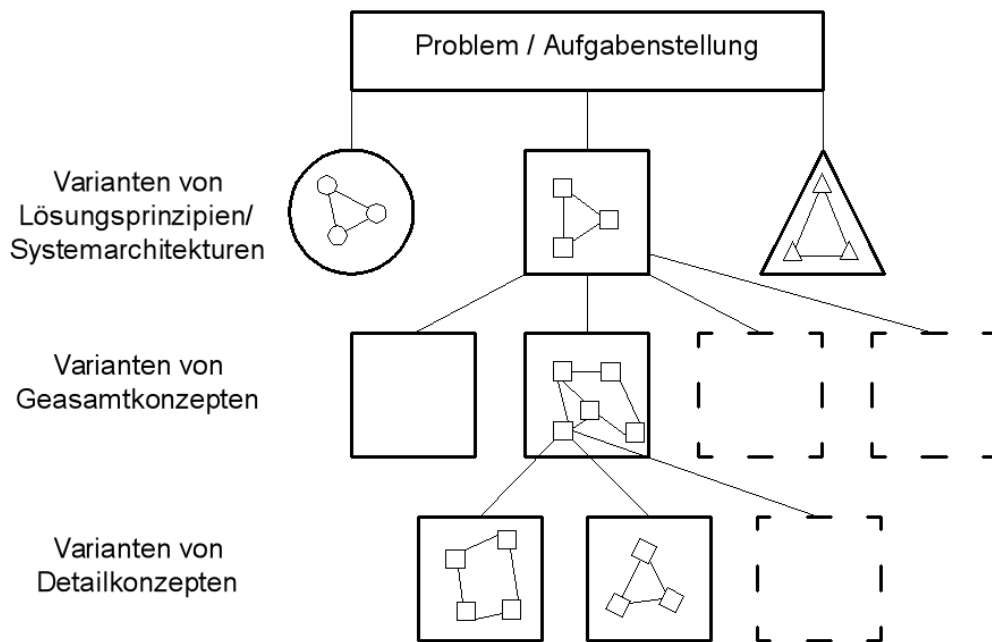 Problem / Aufgabenstellung
Varianten von
Lösungsprinzipien/
Systemarchitekturen
Varianten von
Geasamtkonzepten
Varianten von
Detailkonzepten